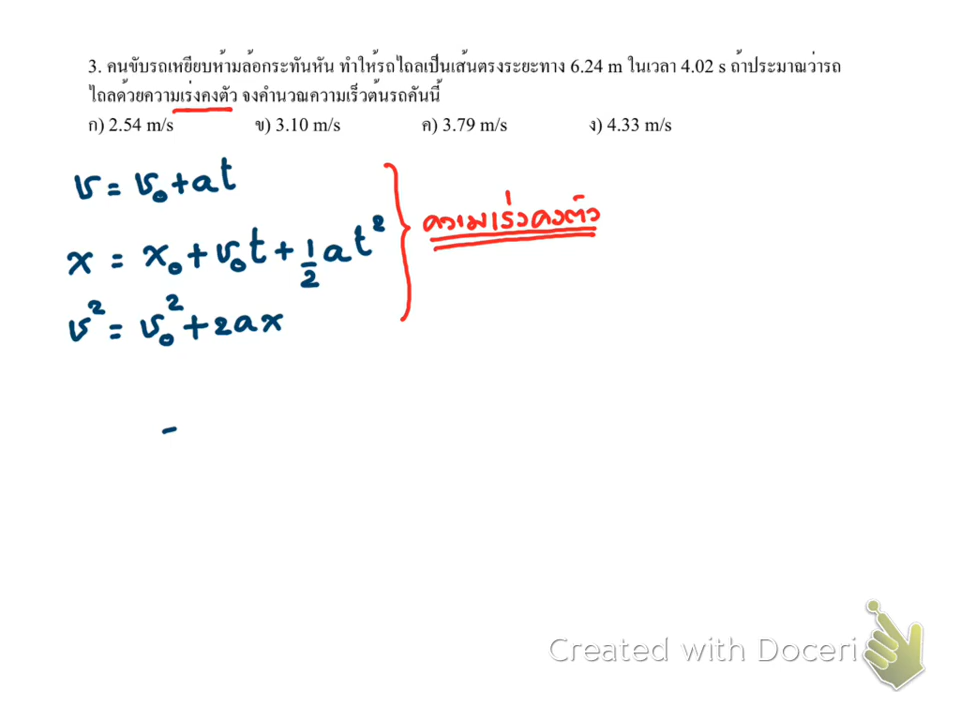 3. คนขับรถเหยียบห้ามล้อกระทันหัน ทำให้รถไถลเป็นเส้นตรงระยะทาง 6.24 m ในเวลา 4.02 s ถ้าประมาณว่ารถ
ไถลด้วยความเร่งคงตัว จงคำนวณความเร็วต้นรถคันนี้
ก) 2.54 m/s ข) 3.10 m/s ค) 3.79 m/s ง) 4.33 m/s
v = v₀ + at
x = x₀ + v₀t + ½at²
ความเร่งคงตัว
v² = v₀² + 2ax
Created with Doceri